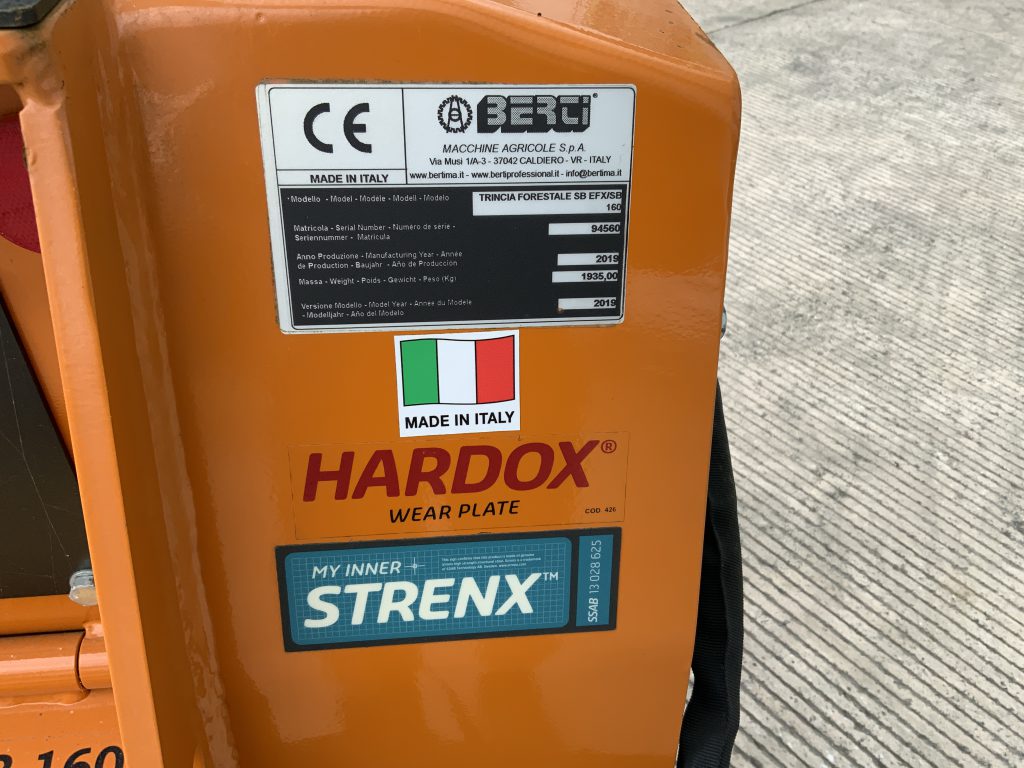 CE
MADE IN ITALY
BERTi®
MACCHINE AGRICOLE S.p.A.
Via Musi 1/A-3 - 37042 CALDIERO - VR - ITALY
www.bertima.it - www.bertiprofessional.it - info@bertima.it
Modello - Model - Modèle - Modell - Modelo
TRINCIA FORESTALE SB EFX/SB
160
Matricola - Serial Number - Numéro de série -
Seriennummer - Matrícula
94560
Anno Produzione - Manufacturing Year - Année
de Production - Baujahr - Año de Producción
2019
Massa - Weight - Poids - Gewicht - Peso (Kg)
1935,00
Versione Modello - Model Year - Année du Modèle
- Modelljahr - Año del Modelo
2019
MADE IN ITALY
HARDOX®
WEAR PLATE
COD. 426
MY INNER
STRENX™
SSAB 13 028 625
160